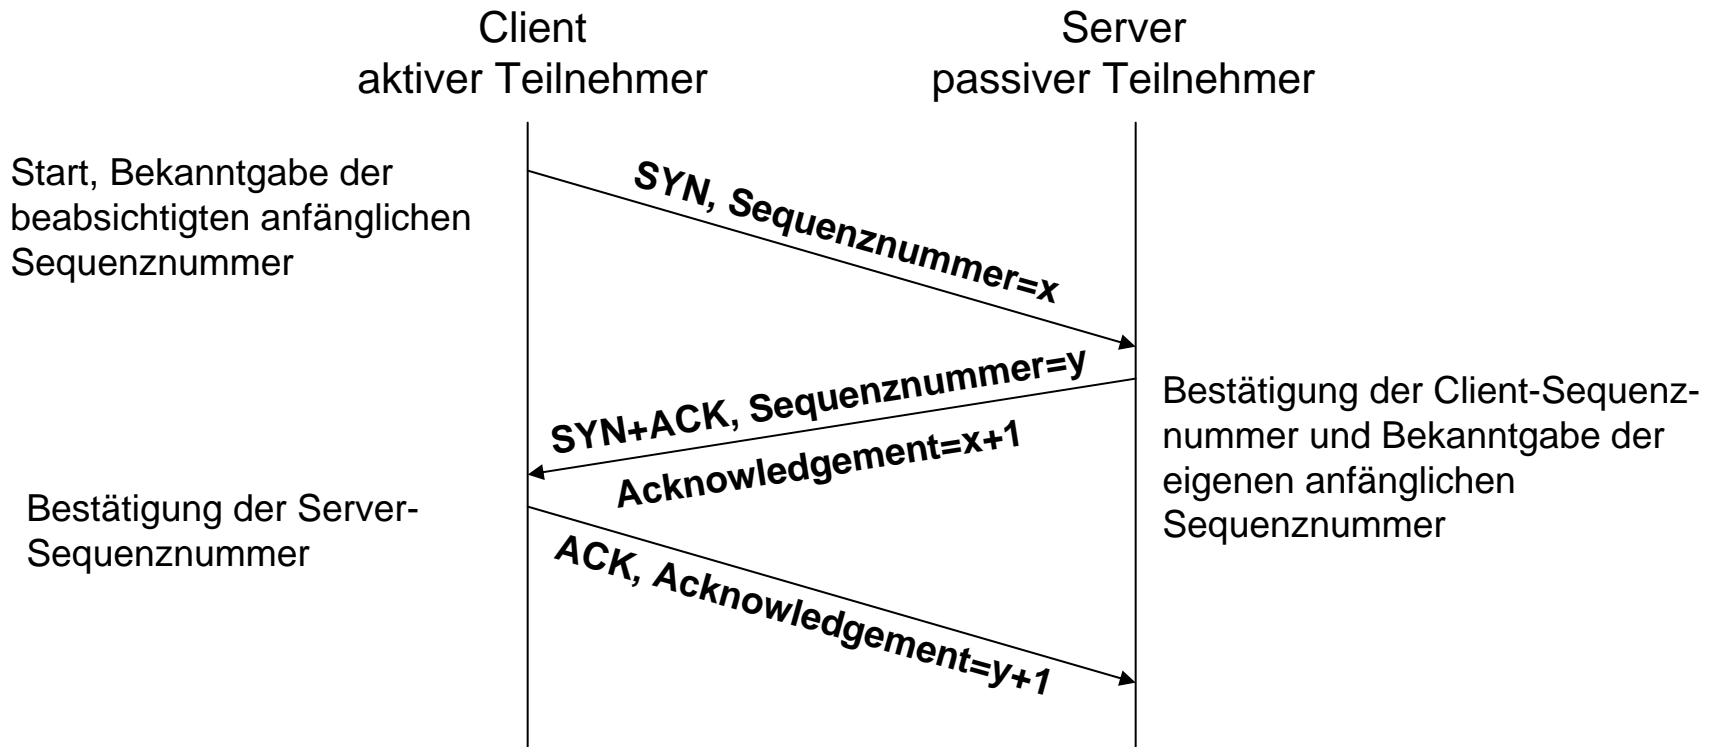 Client
aktiver Teilnehmer
Server
passiver Teilnehmer
Start, Bekanntgabe der
beabsichtigten anfänglichen
Sequenznummer
SYN, Sequenznummer=x
SYN+ACK, Sequenznummer=y
Acknowledgement=x+1
Bestätigung der Client-Sequenz-
nummer und Bekanntgabe der
eigenen anfänglichen
Sequenznummer
Bestätigung der Server-
Sequenznummer
ACK, Acknowledgement=y+1